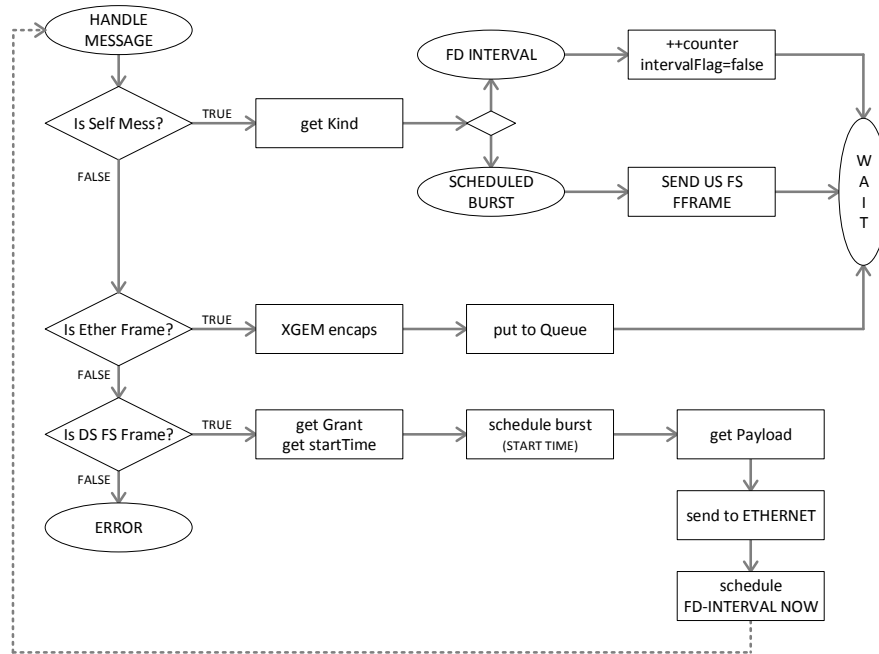 HANDLE
MESSAGE
FD INTERVAL
++counter
intervalFlag=false
Is Self Mess?
TRUE
get Kind
FALSE
SCHEDULED
BURST
SEND US FS
FFRAME
W
A
I
T
Is Ether Frame?
TRUE
XGEM encaps
put to Queue
FALSE
Is DS FS Frame?
TRUE
get Grant
get startTime
schedule burst
(START TIME)
get Payload
FALSE
ERROR
send to ETHERNET
schedule
FD-INTERVAL NOW